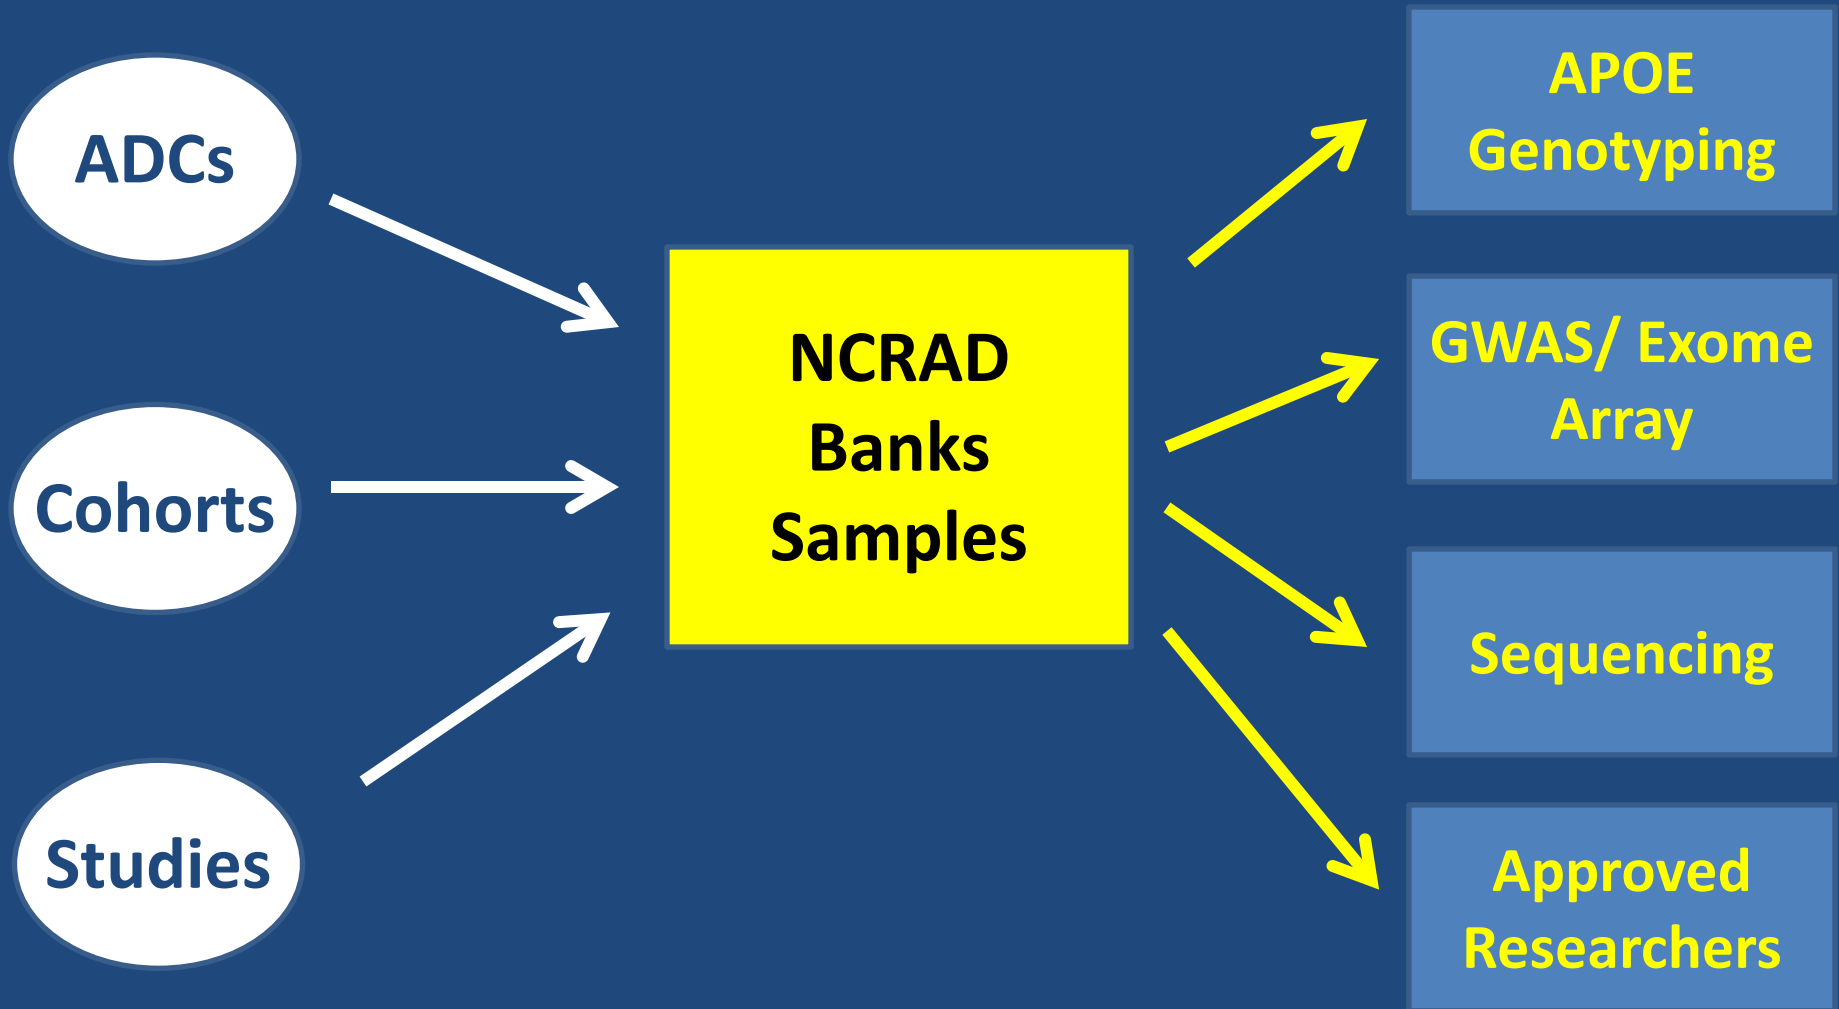 ADCs
Cohorts
Studies
NCRAD
Banks
Samples
APOE
Genotyping
GWAS/ Exome
Array
Sequencing
Approved
Researchers